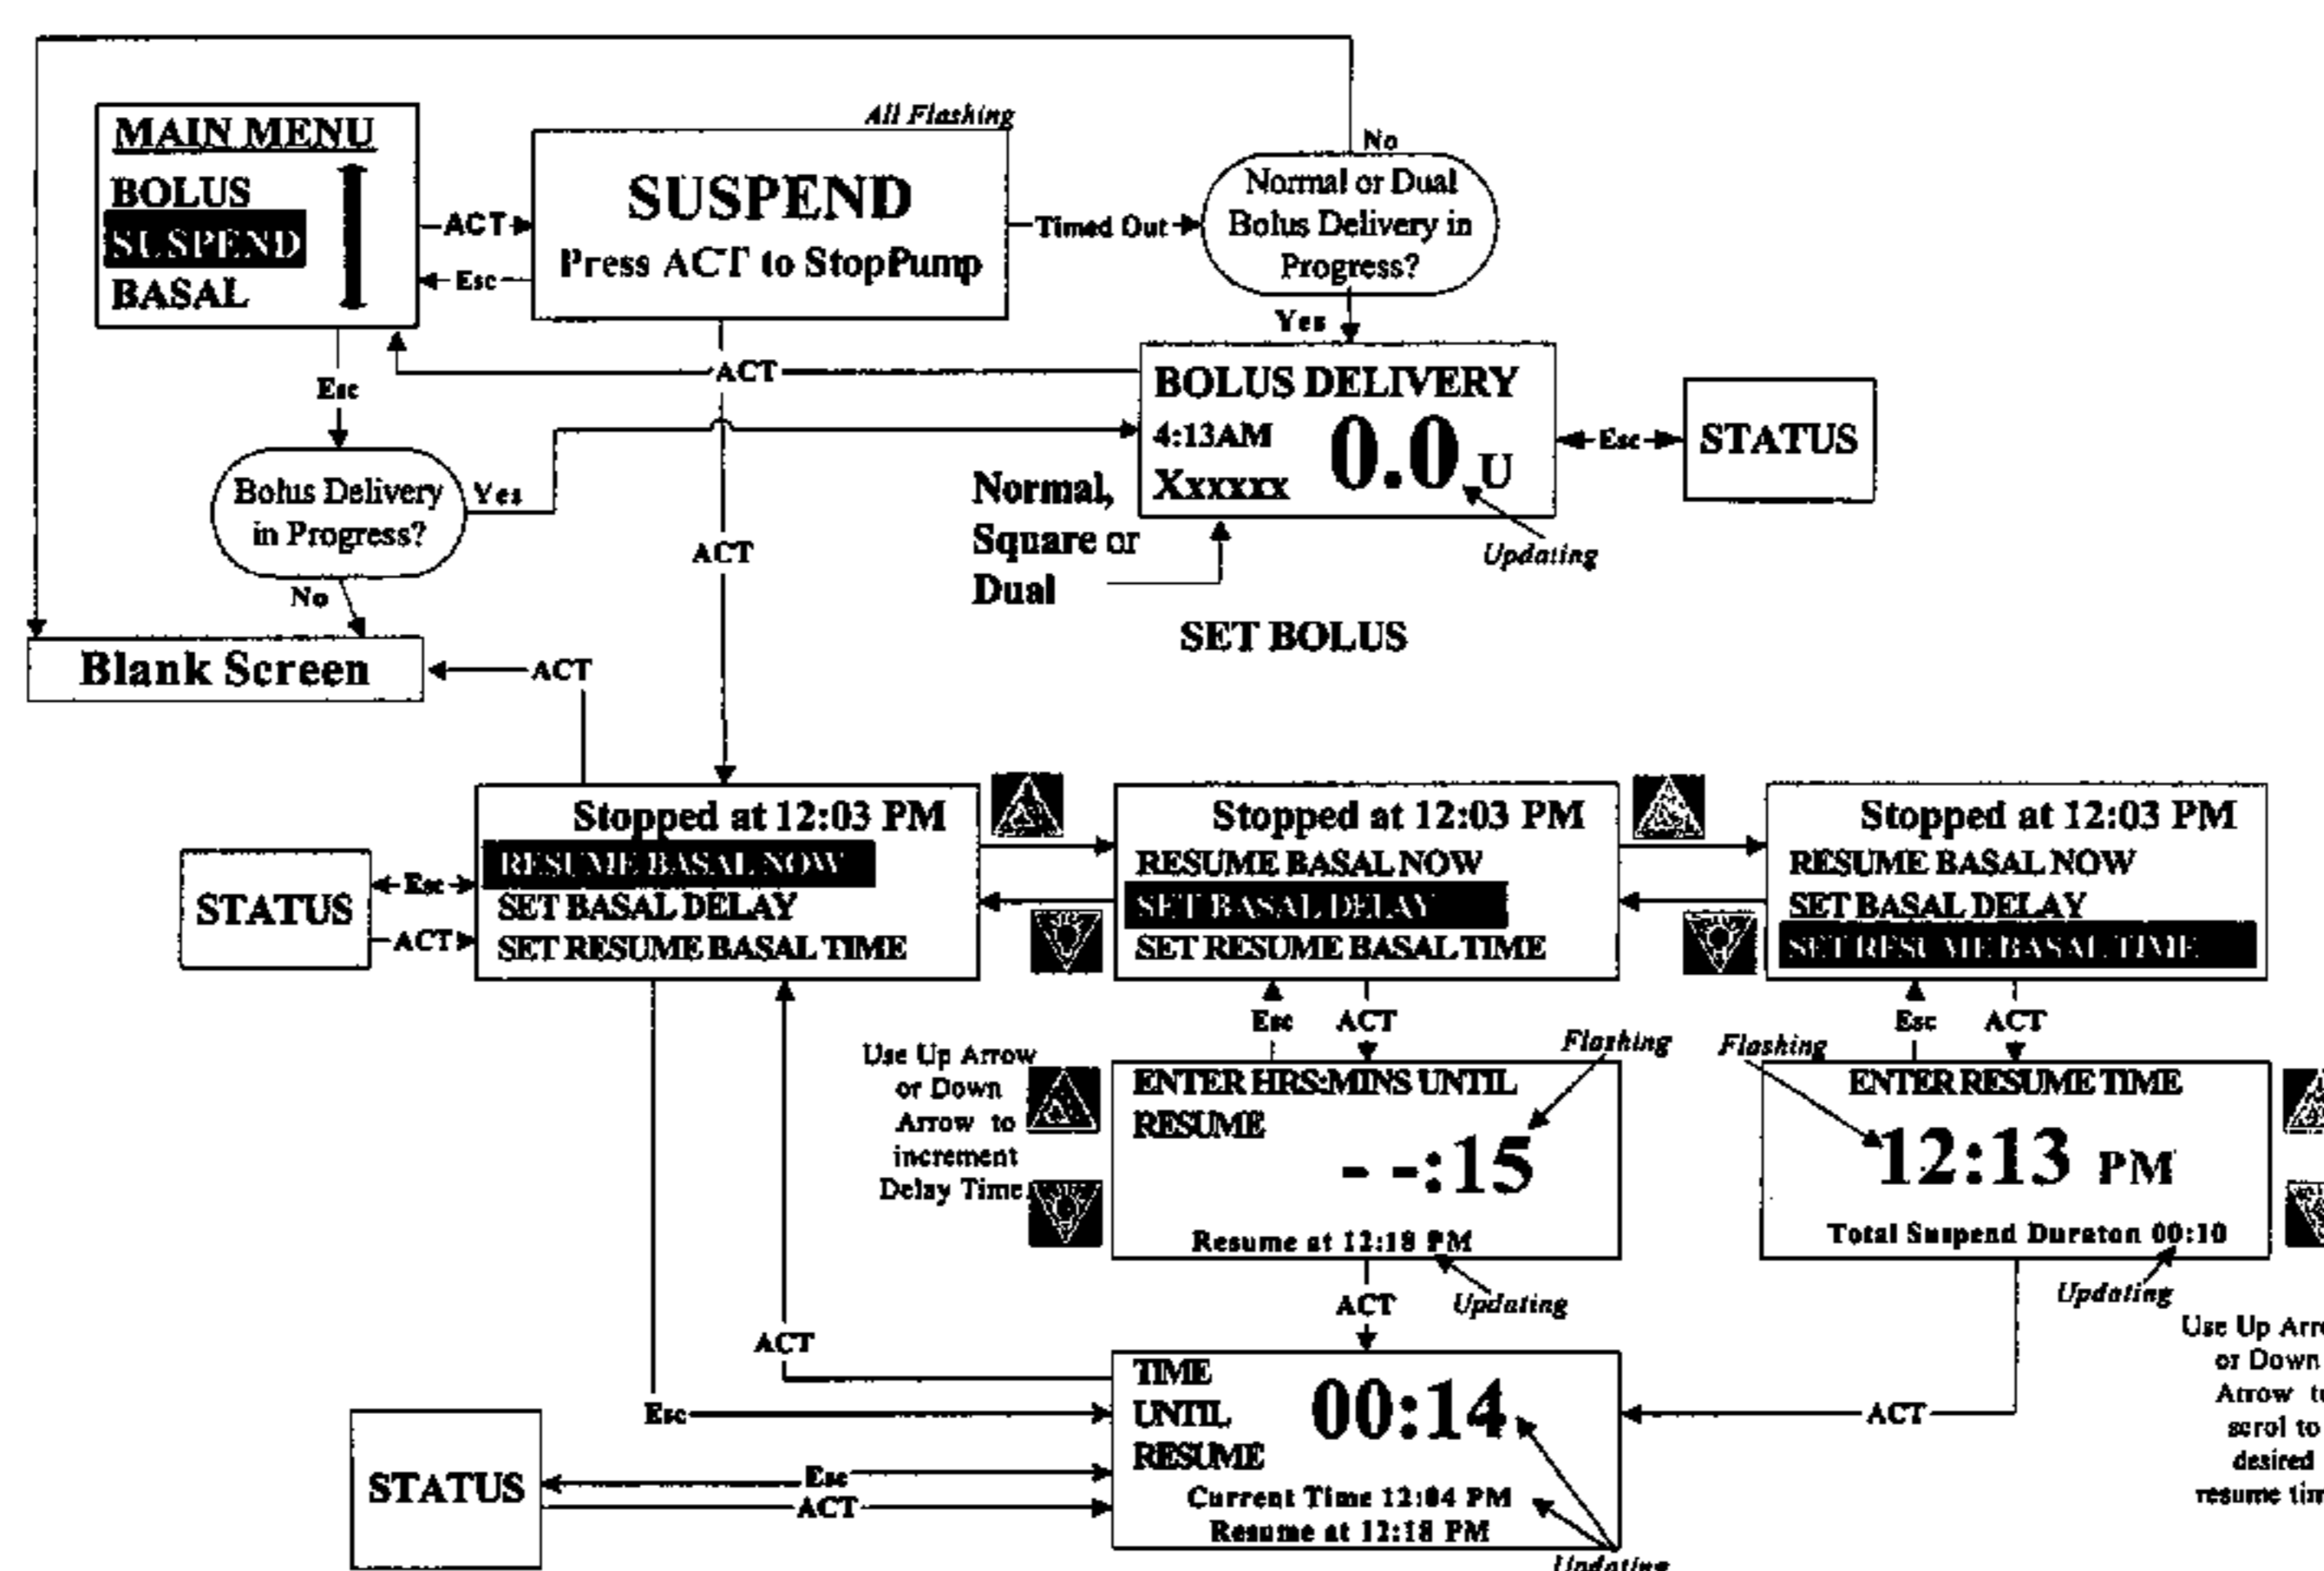 All Flashing
MAIN MENU
BOLUS
SUSPEND
BASAL
ACT
Esc
SUSPEND
Press ACT to StopPump
Timed Out
No
Normal or Dual
Bolus Delivery in
Progress?
Yes
Esc
ACT
BOLUS DELIVERY
4:13AM
0.0 U
Xxxxxx
Esc
STATUS
Bolus Delivery
in Progress?
Yes
No
Normal,
Square or
Dual
Updating
ACT
SET BOLUS
Blank Screen
ACT
STATUS
Esc
ACT
Stopped at 12:03 PM
RESUME BASAL NOW
SET BASAL DELAY
SET RESUME BASAL TIME
Stopped at 12:03 PM
RESUME BASAL NOW
SET BASAL DELAY
SET RESUME BASAL TIME
Stopped at 12:03 PM
RESUME BASAL NOW
SET BASAL DELAY
SET RESUME BASAL TIME
Esc
ACT
Esc
ACT
Use Up Arrow
or Down
Arrow to
increment
Delay Time
Flashing
ENTER HRS:MINS UNTIL
RESUME
- -:15
Resume at 12:18 PM
Updating
Flashing
ENTER RESUME TIME
12:13 PM
Total Suspend Duraton 00:10
Updating
Use Up
or Down
Arrow
scrol to
desired
resume
ACT
ACT
Esc
ACT
TIME
UNTIL
RESUME
00:14
Current Time 12:04 PM
Resume at 12:18 PM
Updating
STATUS
Esc
ACT